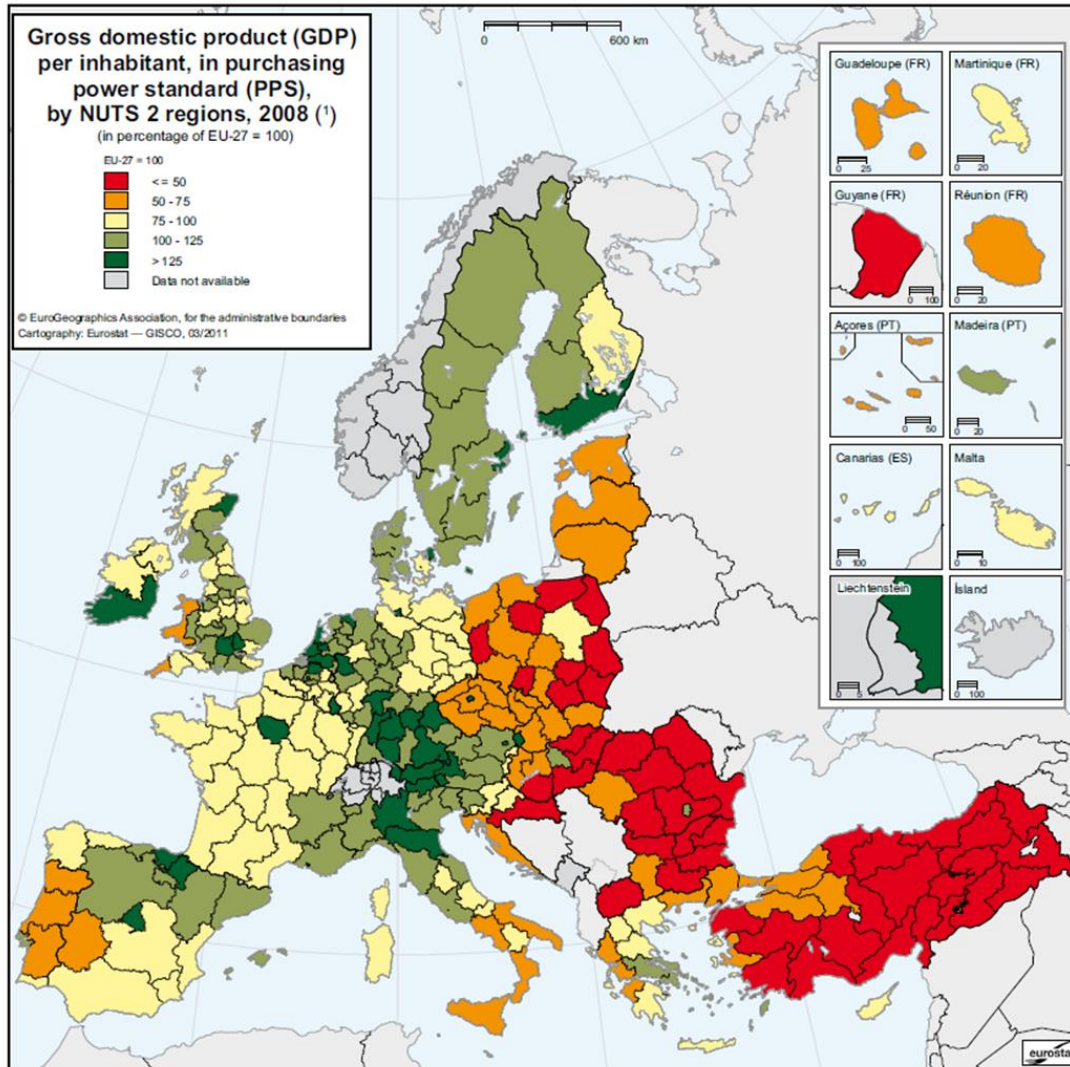 Gross domestic product (GDP)
per inhabitant, in purchasing
power standard (PPS),
by NUTS 2 regions, 2008 (¹)
(in percentage of EU-27 = 100)
EU-27 = 100
<= 50
50 - 75
75 - 100
100 - 125
> 125
Data not available
© EuroGeographics Association, for the administrative boundaries
Cartography: Eurostat — GISCO, 03/2011
0 600 km
Guadeloupe (FR)
0 25
Martinique (FR)
0 20
Guyane (FR)
0 100
Réunion (FR)
0 20
Açores (PT)
0 50
Madeira (PT)
0 20
Canarias (ES)
0 100
Malta
0 10
Liechtenstein
0 5
Ísland
0 100
eurosta